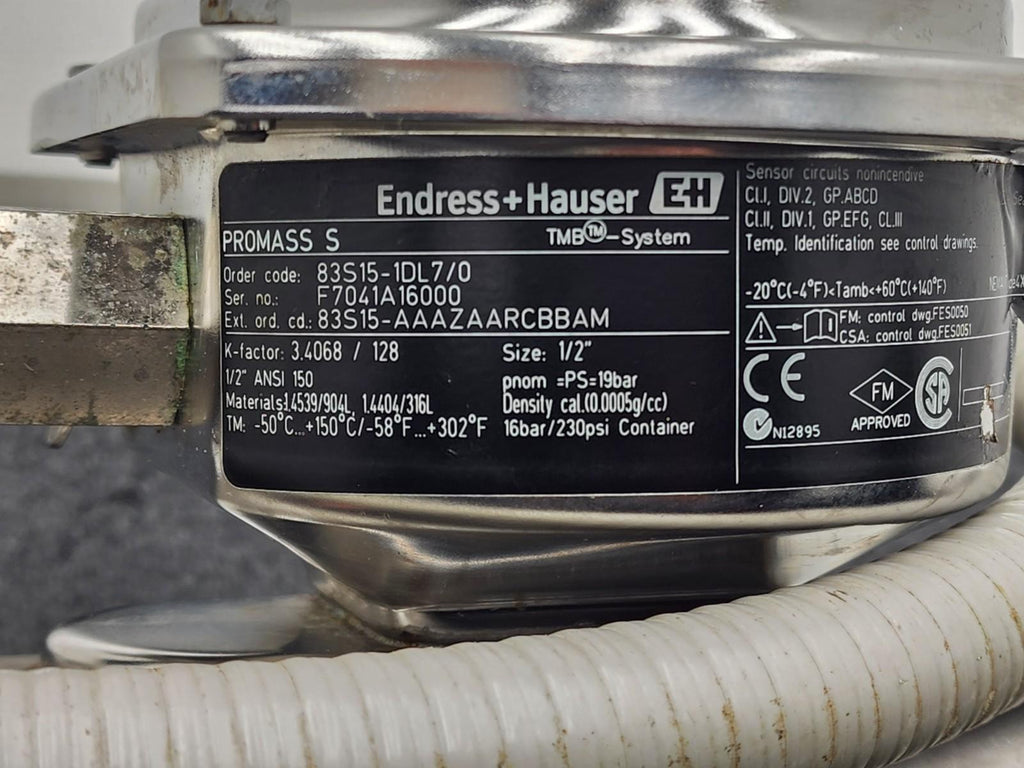 Endress+Hauser EH
PROMASS S TMB™-System
Order code: 83S15-1DL7/0
Ser. no.: F7041A16000
Ext. ord. cd.: 83S15-AAAZAARCBBAM
K-factor: 3.4068 / 128 Size: 1/2"
1/2" ANSI 150 pnom =PS=19bar
Materials:1.4539/904L, 1.4404/316L Density cal.(0.0005g/cc)
TM: -50°C...+150°C/-58°F...+302°F 16bar/230psi Container
Sensor circuits nonincendive
Cl.I, DIV.2, GP.ABCD
Cl.II, DIV.1, GP.EFG, CL.III
Temp. Identification see control drawings.
-20°C(-4°F)<Tamb<+60°C(+140°F)
i FM: control dwg.FES0050
CSA: control dwg.FES0051
CE FM APPROVED SA
N12895